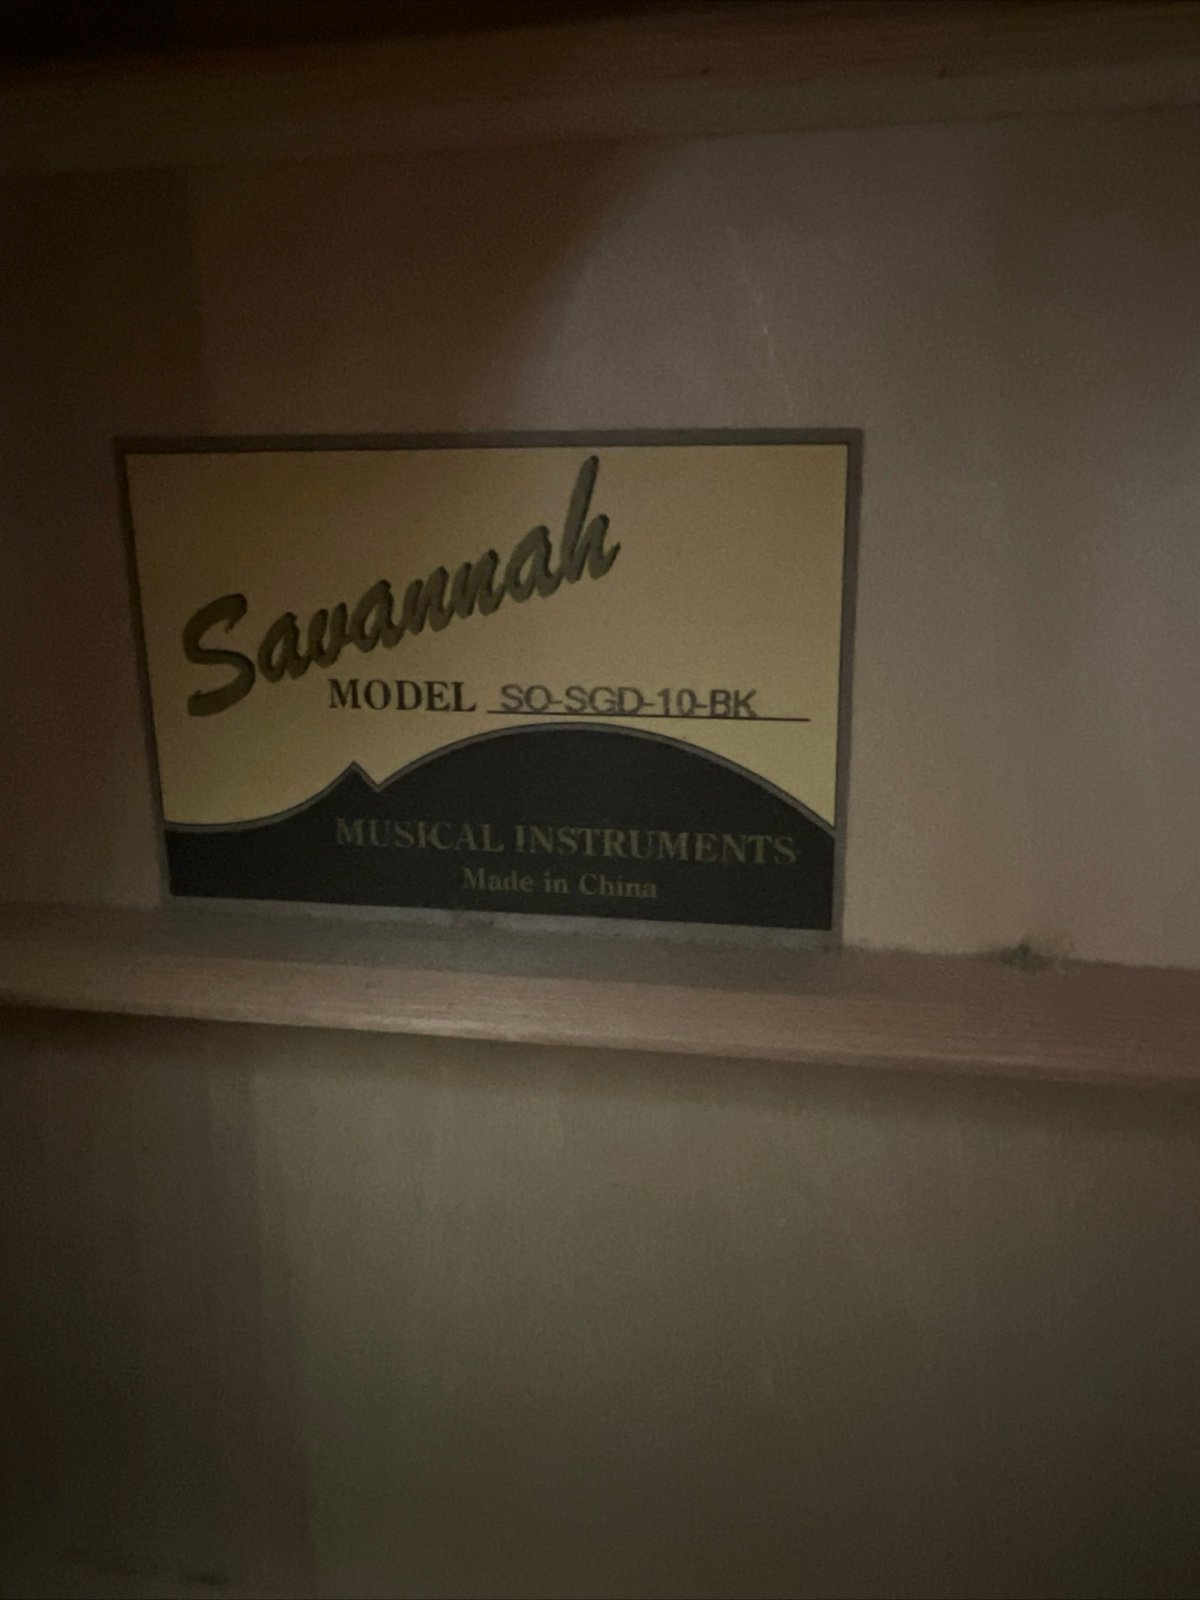 Savannah
MODEL SO-SGD-10-BK
MUSICAL INSTRUMENTS
Made in China